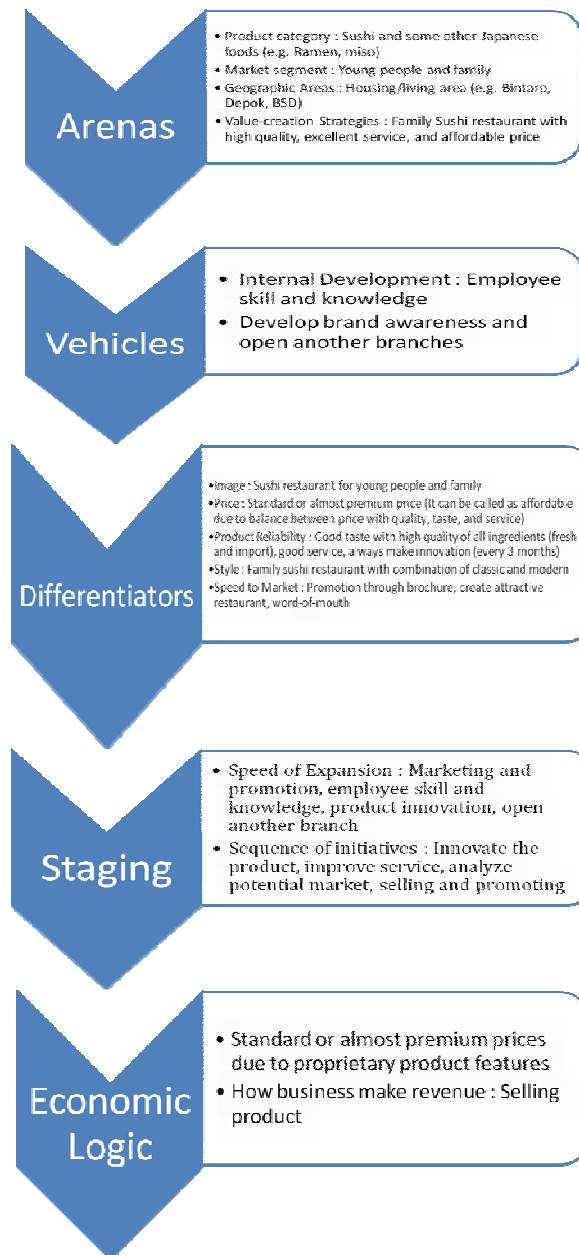 Arenas
• Product category : Sushi and some other Japanese
foods (e.g. Ramen, miso)
• Market segment : Young people and family
• Geographic Areas : Housing/living area (e.g. Bintaro,
Depok, BSD)
• Value-creation Strategies : Family Sushi restaurant with
high quality, excellent service, and affordable price
Vehicles
• Internal Development : Employee
skill and knowledge
• Develop brand awareness and
open another branches
Differentiators
•Image : Sushi restaurant for young people and family
•Price : Standard or almost premium price (It can be called as affordable
due to balance between price with quality, taste, and service)
•Product Reliability : Good taste with high quality of all ingredients (fresh
and import), good service, always make innovation (every 3 months)
•Style : Family sushi restaurant with combination of classic and modern
•Speed to Market : Promotion through brochure, create attractive
restaurant, word-of-mouth
Staging
• Speed of Expansion : Marketing and
promotion, employee skill and
knowledge, product innovation, open
another branch
• Sequence of initiatives : Innovate the
product, improve service, analyze
potential market, selling and promoting
Economic
Logic
• Standard or almost premium prices
due to proprietary product features
• How business make revenue : Selling
product